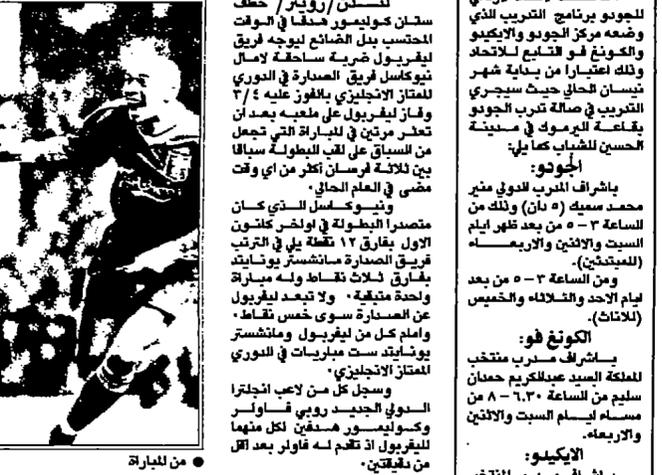 للجودو برنامج التدريب الذي
وضعه مركز الجودو والايكيدو
والكونغ فو التابع للاتحاد
وذلك اعتبارا من بداية شهر
نيسان الحالي حيث سيجري
التدريب في صالة تدرب الجودو
بقاعة اليرموك في مدينة
الحسين للشباب كما يلي:
أجودو:
باشراف المدرب الدولي منير
محمد سميك (٥ دان) وذلك من
الساعة ٣ – ٥ من بعد ظهر ايام
السبت والاثنين والاربعاء
(للمبتدئين).
ومن الساعة ٣ – ٥ من بعد
ايام الاحد والثلاثاء والخميس
(للاناث).
الكونغ فو:
باشراف مدرب منتخب
المملكة السيد عبدالكريم حمدان
سليم من الساعة ٦،٣٠ – ٨ من
مساء ايام السبت والاثنين
والاربعاء.
الايكيدو:
لندن/رويتر/ خطف
ستان كوليمور هدفا في الوقت
المحتسب بدل الضائع ليوجه فريق
ليفربول ضربة ساحقة لامال
نيوكاسل فريق الصدارة في الدوري
الممتاز الانجليزي بالفوز عليه ٣/٤
وفاز ليفربول على ملعبه بعد ان
تعثر مرتين في المباراة التي تجعل
من السباق على لقب البطولة سباقا
بين ثلاثة فرسان أكثر من اي وقت
مضى في العام الحالي.
ونيوكاسل الذي كان
متصدرا البطولة في اواخر كانون
الاول بفارق ١٢ نقطة يلي في الترتب
فريق الصدارة مانشستر يونايتد
بفارق ثلاث نقاط وله مباراة
واحدة متبقية. ولا تبعد ليفربول
عن الصدارة سوى خمس نقاط.
وامام كل من ليفربول ومانشستر
يونايتد ست مباريات في الدوري
الممتاز الانجليزي.
وسجل كل من لاعب انجلترا
الدولي الجديد روبي فاولر
وكوليمور هدفين لكل منهما
لليفربول اذ تقدم له فاولر بعد أقل
من دقيقتين.
● من المباراة